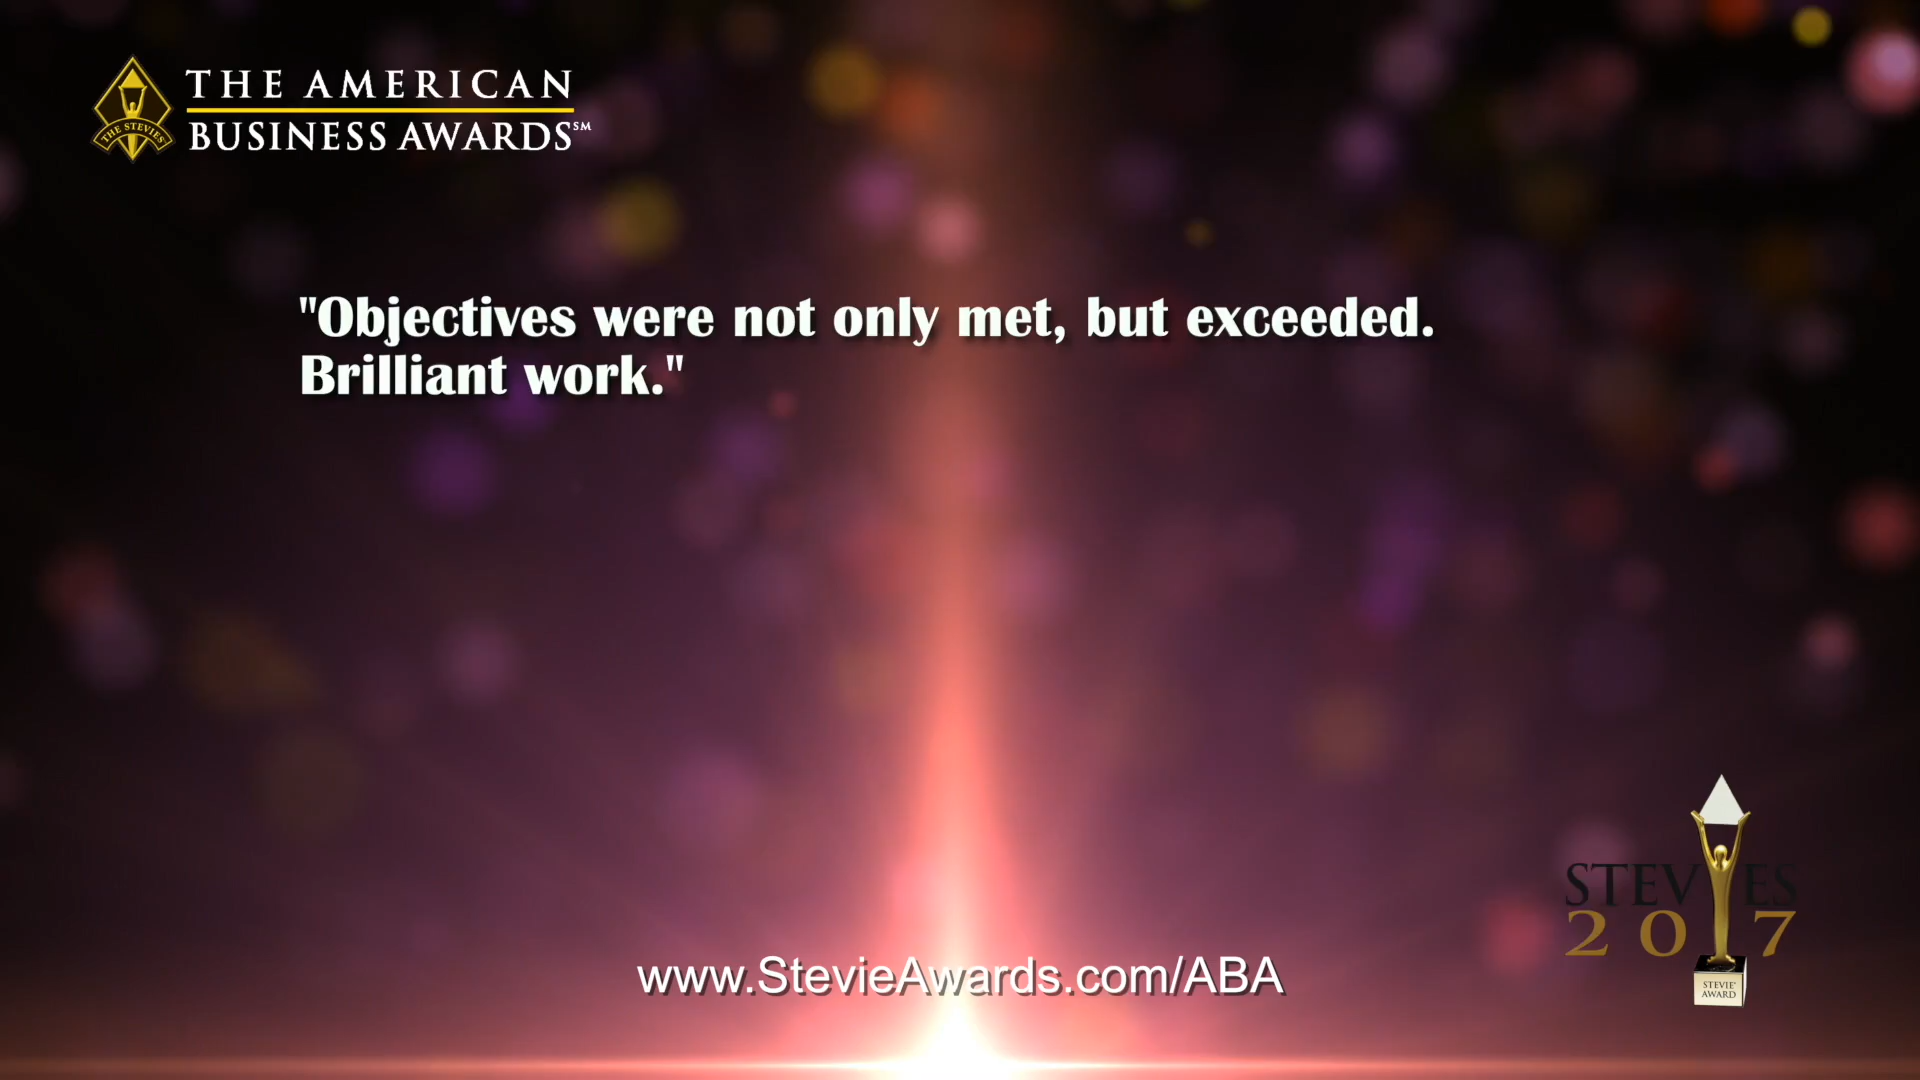 THE AMERICAN
BUSINESS AWARDS℠
THE STEVIES
"Objectives were not only met, but exceeded.
Brilliant work."
STEVIES
2017
STEVIE®
AWARD
www.StevieAwards.com/ABA